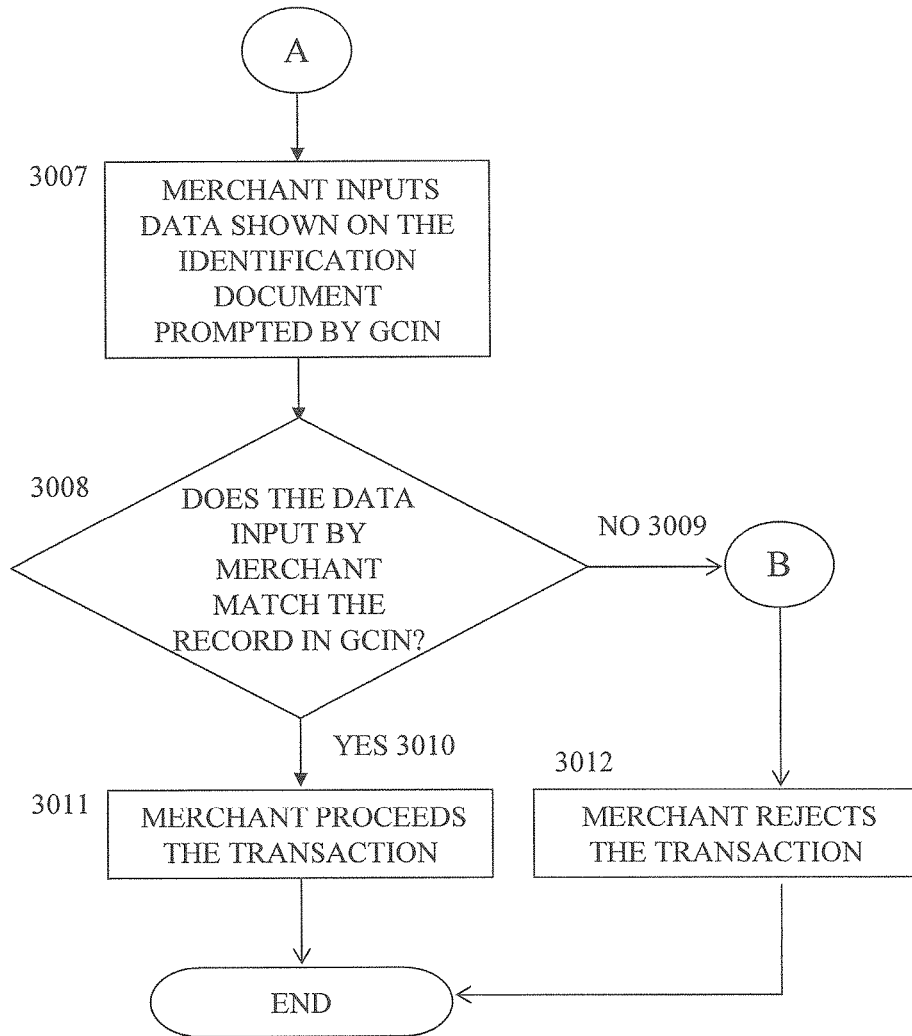 A
3007
MERCHANT INPUTS
DATA SHOWN ON THE
IDENTIFICATION
DOCUMENT
PROMPTED BY GCIN
3008
DOES THE DATA
INPUT BY
MERCHANT
MATCH THE
RECORD IN GCIN?
NO 3009
B
YES 3010
3011
MERCHANT PROCEEDS
THE TRANSACTION
3012
MERCHANT REJECTS
THE TRANSACTION
END